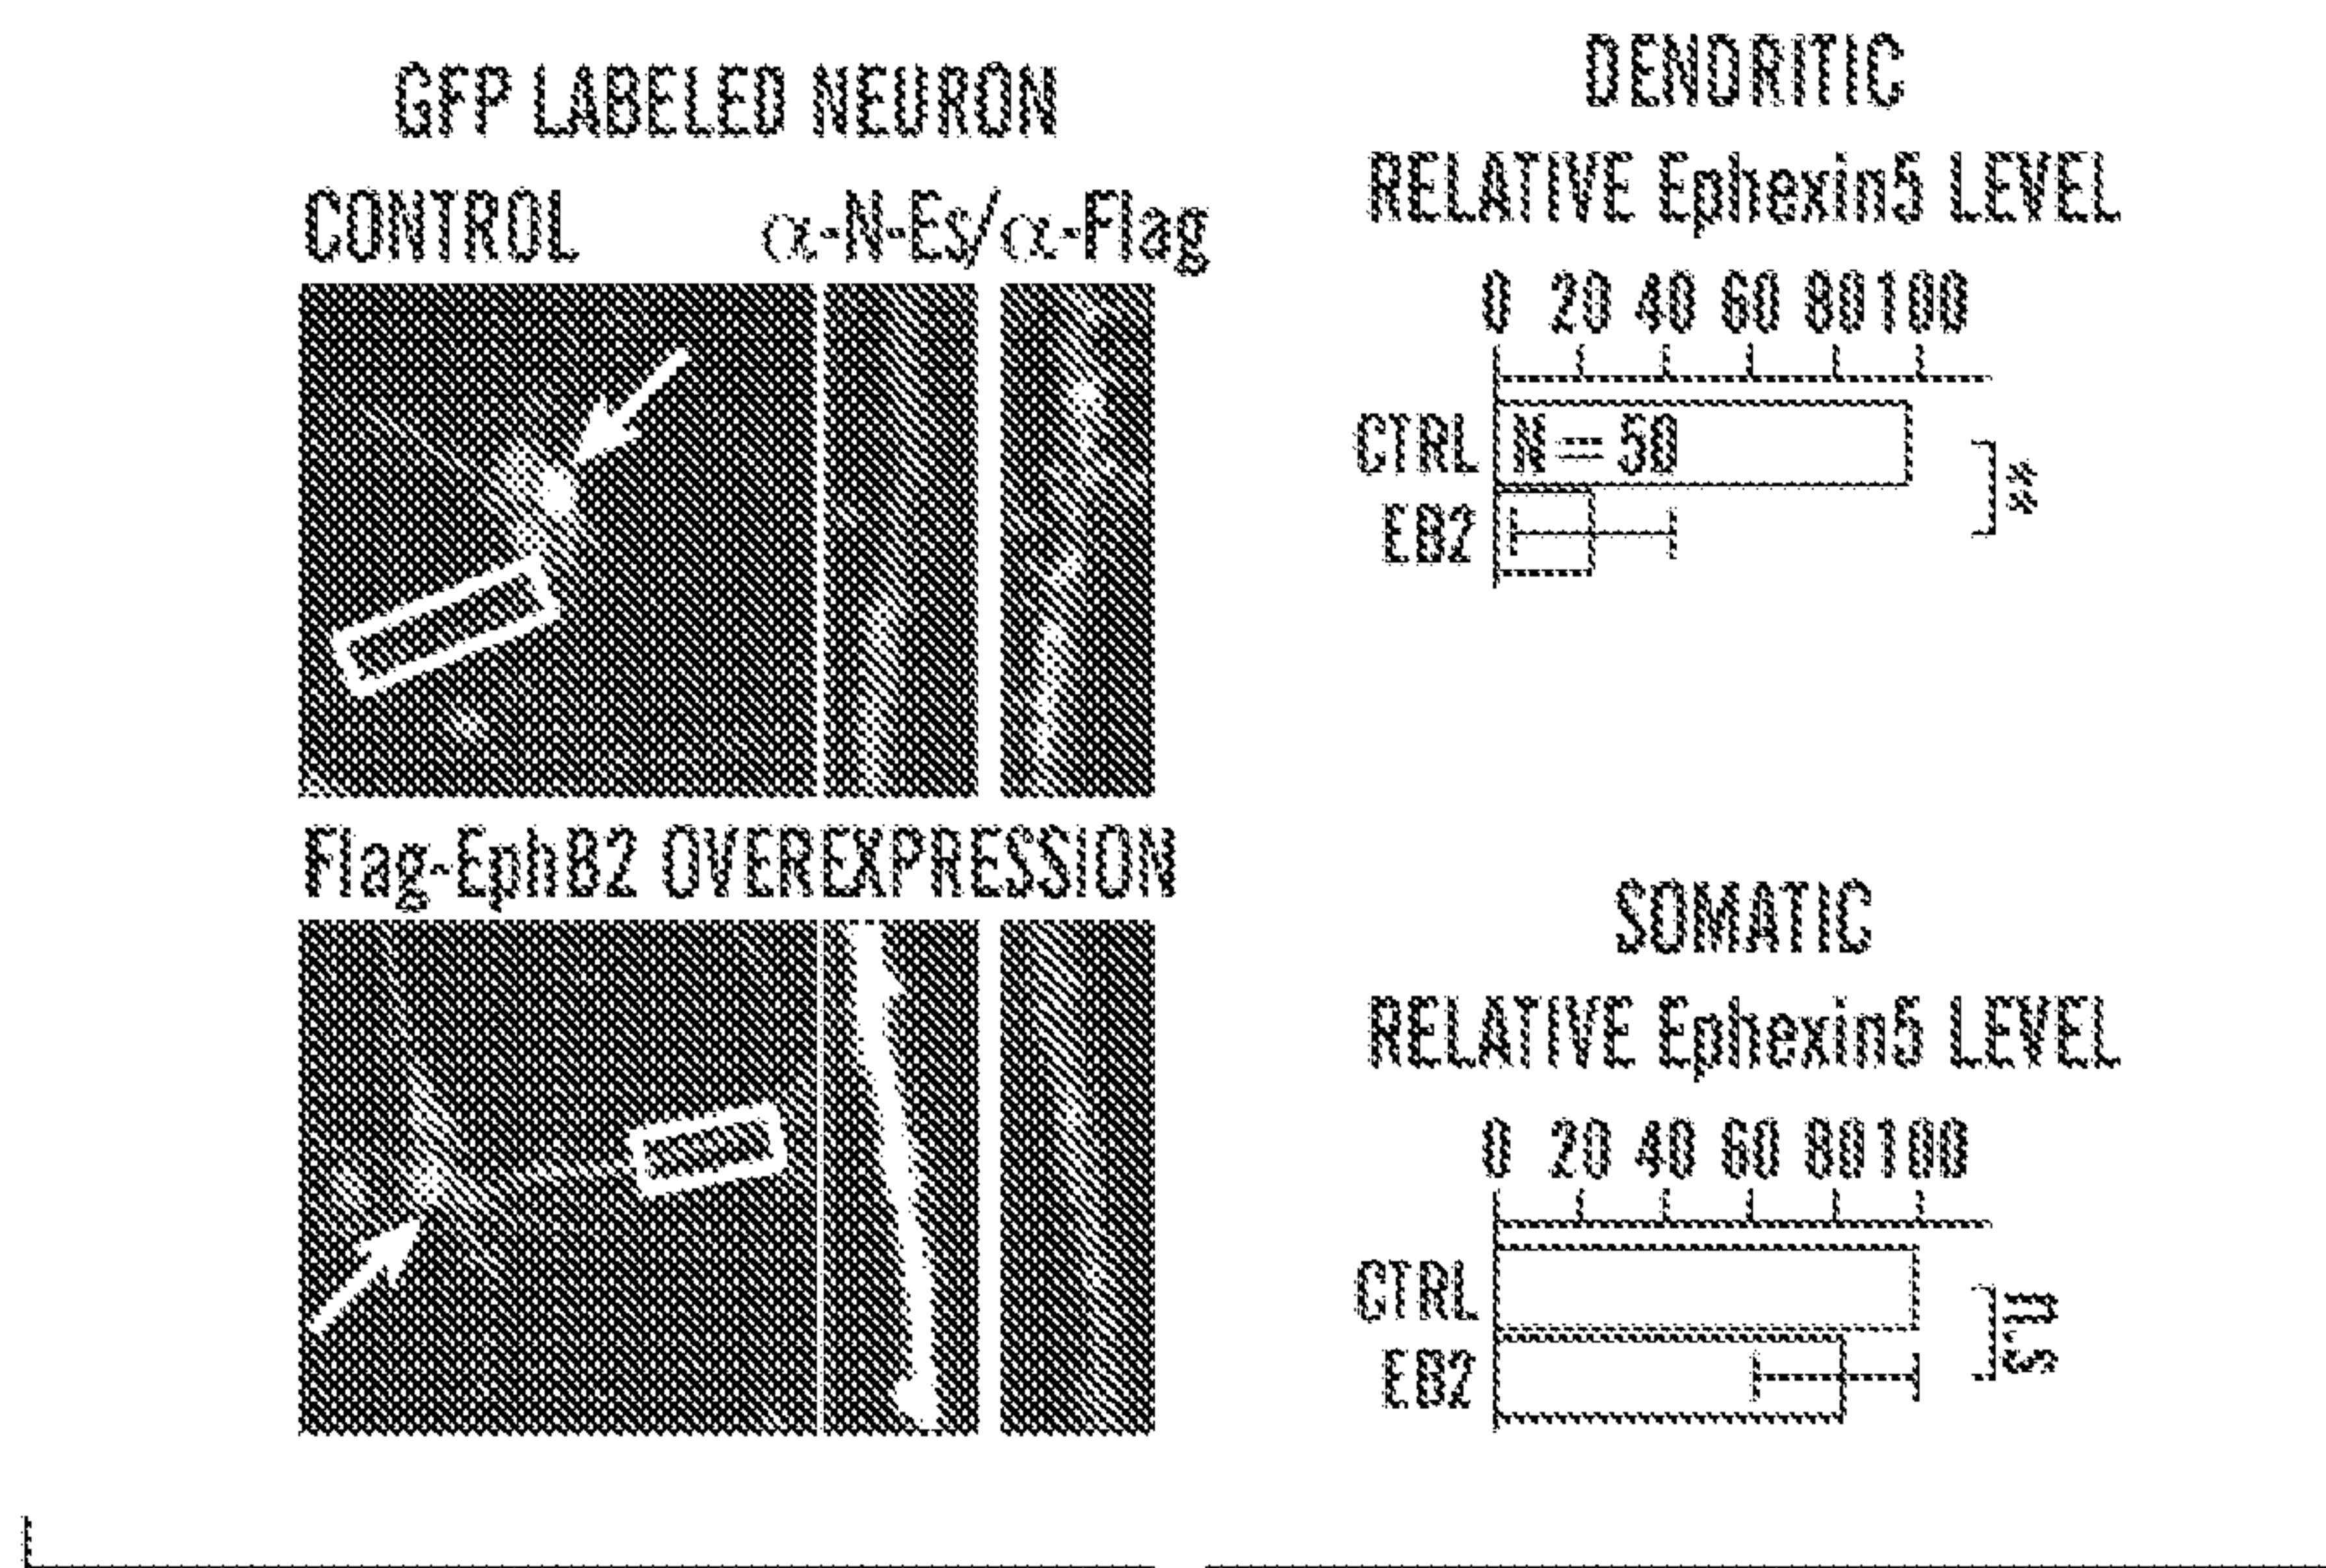 GFP LABELED NEURON
CONTROL α-N-Es/α-Flag
Flag-EphB2 OVEREXPRESSION
DENDRITIC
RELATIVE Ephexin5 LEVEL
0 20 40 60 80 100
CTRL N = 50
EB2
**
SOMATIC
RELATIVE Ephexin5 LEVEL
0 20 40 60 80 100
CTRL
EB2
n.s